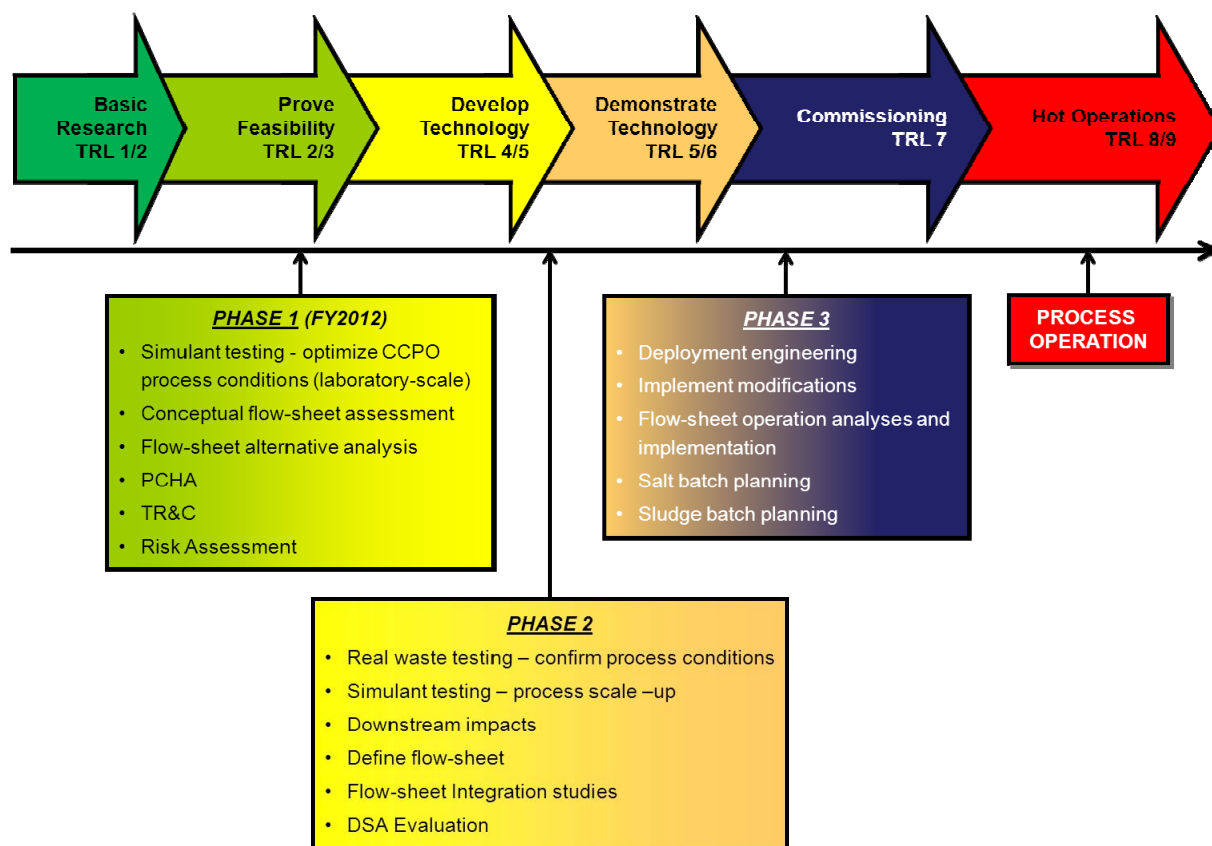 Basic
Research
TRL 1/2
Prove
Feasibility
TRL 2/3
Develop
Technology
TRL 4/5
Demonstrate
Technology
TRL 5/6
Commissioning
TRL 7
Hot Operations
TRL 8/9
PHASE 1 (FY2012)
• Simulant testing - optimize CCPO
process conditions (laboratory-scale)
• Conceptual flow-sheet assessment
• Flow-sheet alternative analysis
• PCHA
• TR&C
• Risk Assessment
PHASE 2
• Real waste testing – confirm process conditions
• Simulant testing – process scale –up
• Downstream impacts
• Define flow-sheet
• Flow-sheet Integration studies
• DSA Evaluation
PHASE 3
• Deployment engineering
• Implement modifications
• Flow-sheet operation analyses and
implementation
• Salt batch planning
• Sludge batch planning
PROCESS
OPERATION